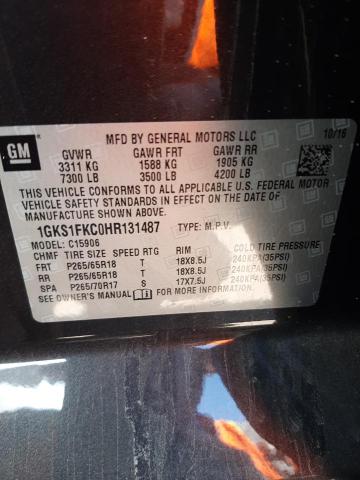 GM
MFD BY GENERAL MOTORS LLC 10/16
GVWR GAWR FRT GAWR RR
3311 KG 1588 KG 1905 KG
7300 LB 3500 LB 4200 LB
THIS VEHICLE CONFORMS TO ALL APPLICABLE U.S. FEDERAL MOTOR
VEHICLE SAFETY STANDARDS IN EFFECT ON THE DATE OF
MANUFACTURE SHOWN ABOVE.
1GKS1FKC0HR131487 TYPE: M.P.V.
MODEL: C15906
CHMF TIRE SIZE SPEED RTG RIM COLD TIRE PRESSURE
FRT P265/65R18 T 18X8.5J 240KPA(35PSI)
RR P265/65R18 T 18X8.5J 240KPA(35PSI)
SPA P265/70R17 S 17X7.5J 240KPA(35PSI)
SEE OWNER'S MANUAL FOR MORE INFORMATION.